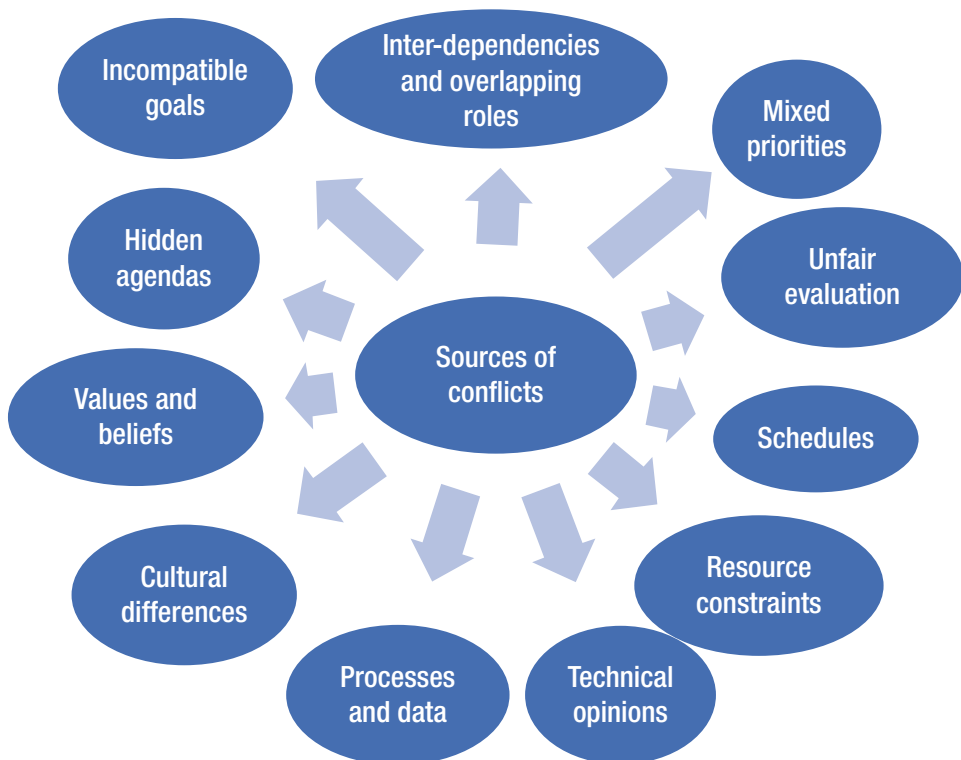 Incompatible
goals
Inter-dependencies
and overlapping
roles
Mixed
priorities
Hidden
agendas
Unfair
evaluation
Sources of
conflicts
Values and
beliefs
Schedules
Cultural
differences
Resource
constraints
Processes
and data
Technical
opinions